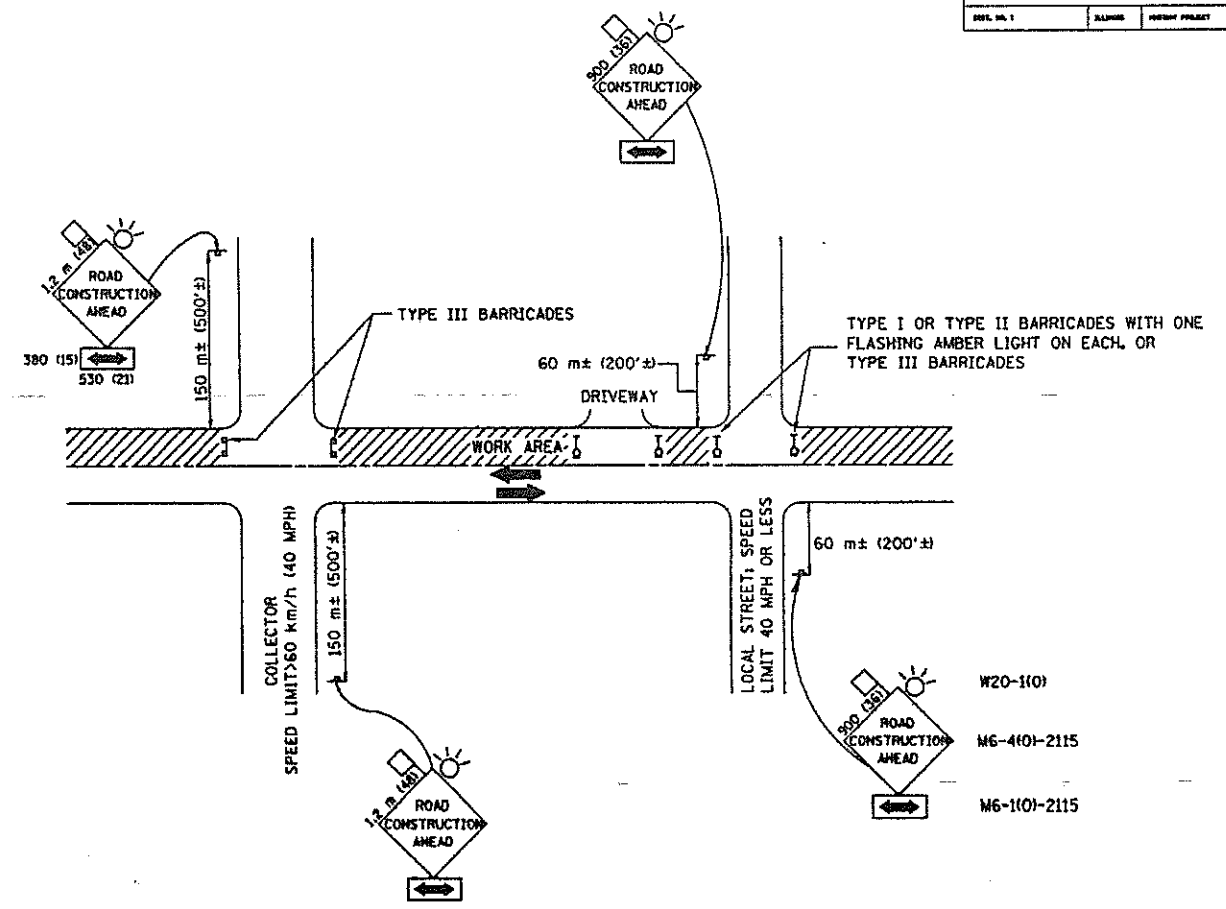 DIST. NO. 1
ILLINOIS
900 (36)
ROAD
CONSTRUCTION
AHEAD
1.2 m (48)
ROAD
CONSTRUCTION
AHEAD
380 (15)
530 (21)
150 m± (500'±)
TYPE III BARRICADES
60 m± (200'±)
DRIVEWAY
TYPE I OR TYPE II BARRICADES WITH ONE
FLASHING AMBER LIGHT ON EACH, OR
TYPE III BARRICADES
WORK AREA
COLLECTOR
SPEED LIMIT>60 km/h (40 MPH)
150 m± (500'±)
LOCAL STREET; SPEED
LIMIT 40 MPH OR LESS
60 m± (200'±)
1.2 m (48)
ROAD
CONSTRUCTION
AHEAD
900 (36)
ROAD
CONSTRUCTION
AHEAD
W20-1(O)
M6-4(O)-2115
M6-1(O)-2115